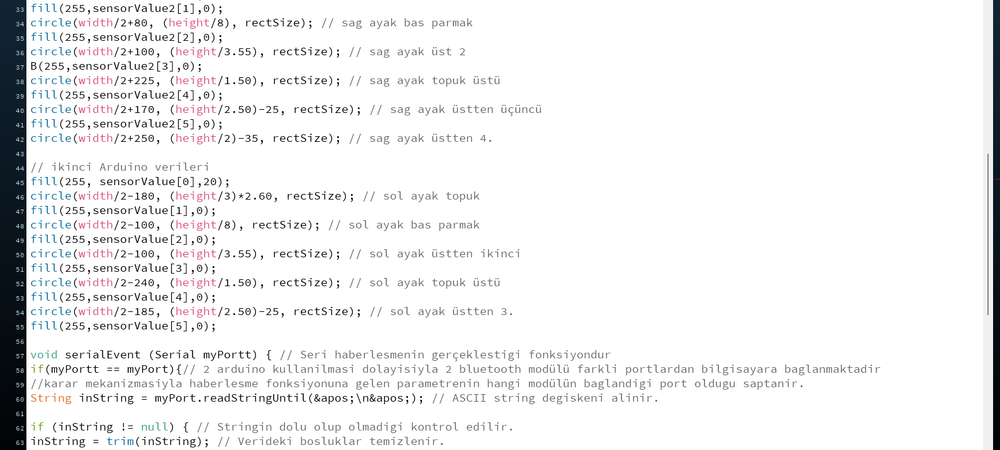 33 fill(255,sensorValue2[1],0);
34 circle(width/2+80, (height/8), rectSize); // sag ayak bas parmak
35 fill(255,sensorValue2[2],0);
36 circle(width/2+100, (height/3.55), rectSize); // sag ayak üst 2
37 B(255,sensorValue2[3],0);
38 circle(width/2+225, (height/1.50), rectSize); // sag ayak topuk üstü
39 fill(255,sensorValue2[4],0);
40 circle(width/2+170, (height/2.50)-25, rectSize); // sag ayak üstten üçüncü
41 fill(255,sensorValue2[5],0);
42 circle(width/2+250, (height/2)-35, rectSize); // sag ayak üstten 4.
43
44 // ikinci Arduino verileri
45 fill(255, sensorValue[0],20);
46 circle(width/2-180, (height/3)*2.60, rectSize); // sol ayak topuk
47 fill(255,sensorValue[1],0);
48 circle(width/2-100, (height/8), rectSize); // sol ayak bas parmak
49 fill(255,sensorValue[2],0);
50 circle(width/2-100, (height/3.55), rectSize); // sol ayak üstten ikinci
51 fill(255,sensorValue[3],0);
52 circle(width/2-240, (height/1.50), rectSize); // sol ayak topuk üstü
53 fill(255,sensorValue[4],0);
54 circle(width/2-185, (height/2.50)-25, rectSize); // sol ayak üstten 3.
55 fill(255,sensorValue[5],0);
56
57 void serialEvent (Serial myPortt) { // Seri haberlesmenin gerçeklestigi fonksiyondur
58 if(myPortt == myPort){// 2 arduino kullanilmasi dolayisiyla 2 bluetooth modülü farkli portlardan bilgisayara baglanmaktadir
59 //karar mekanizmasiyla haberlesme fonksiyonuna gelen parametrenin hangi modülün baglandigi port oldugu saptanir.
60 String inString = myPort.readStringUntil(&apos;\n&apos;); // ASCII string degiskeni alinir.
61
62 if (inString != null) { // Stringin dolu olup olmadigi kontrol edilir.
63 inString = trim(inString); // Verideki bosluklar temizlenir.